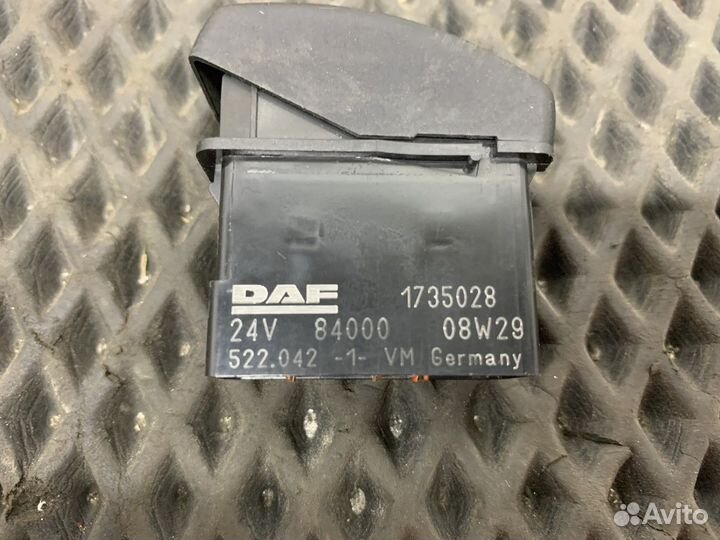 DAF 1735028
24V 84000 08W29
522.042 -1- VM Germany
Avito